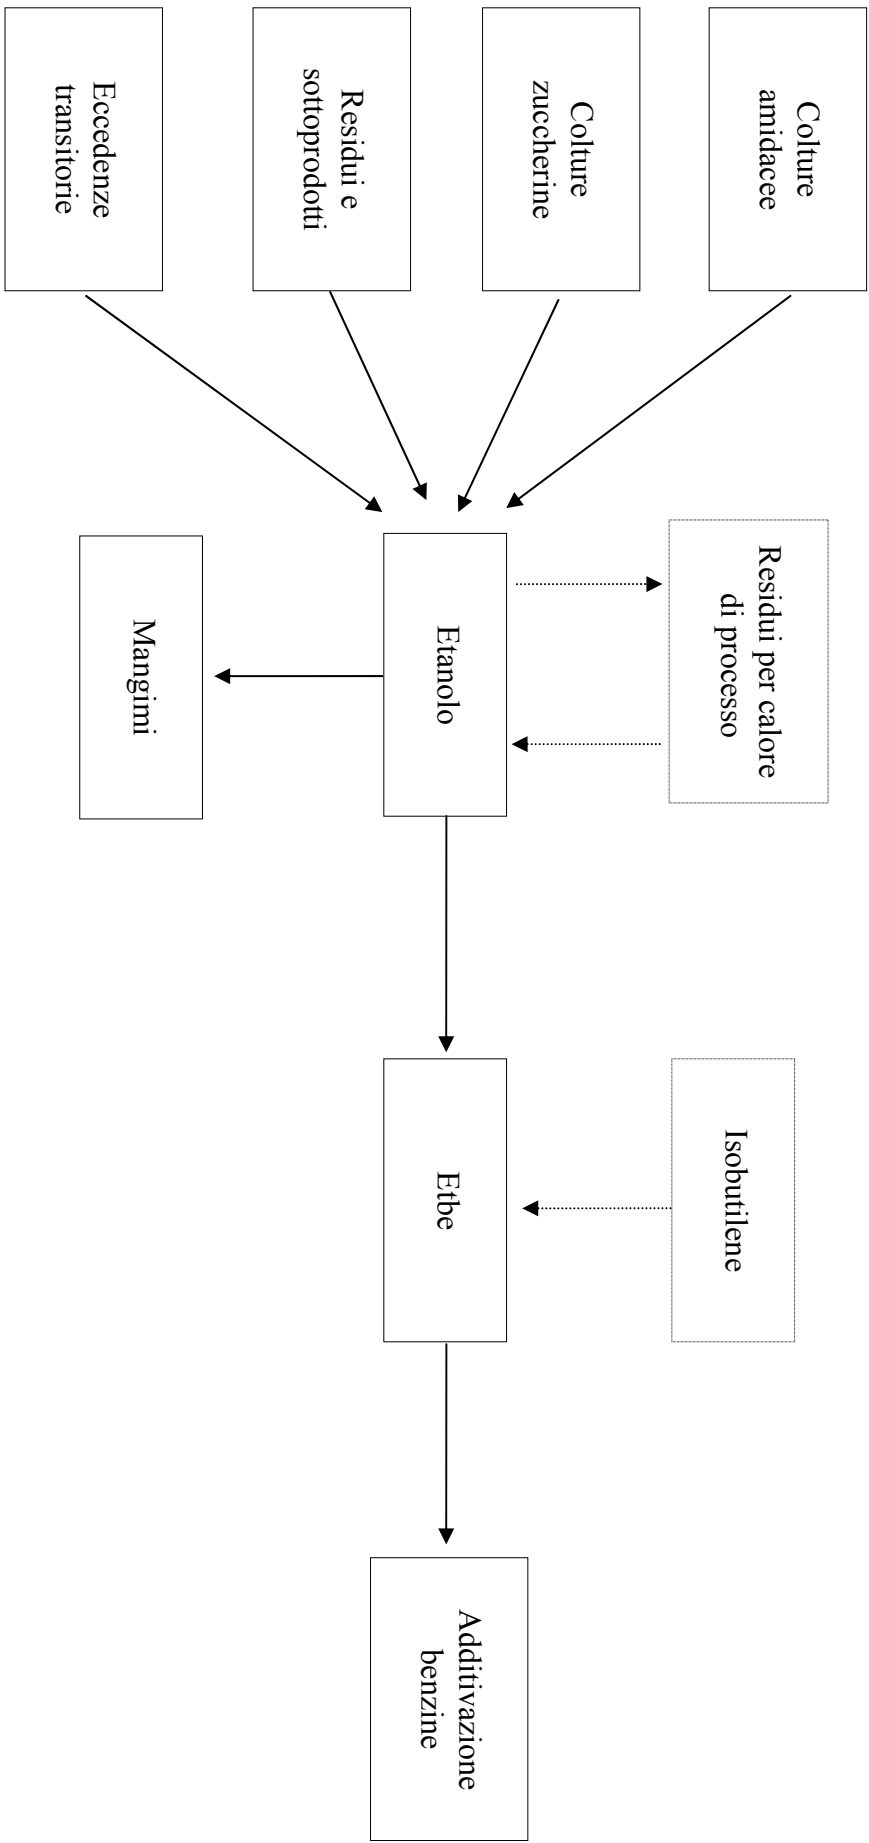 Colture
amidacee
Colture
zuccherine
Residui e
sottoprodotti
Eccedenze
transitorie
Residui per calore
di processo
Etanolo
Mangimi
Isobutilene
Etbe
Additivazione
benzine